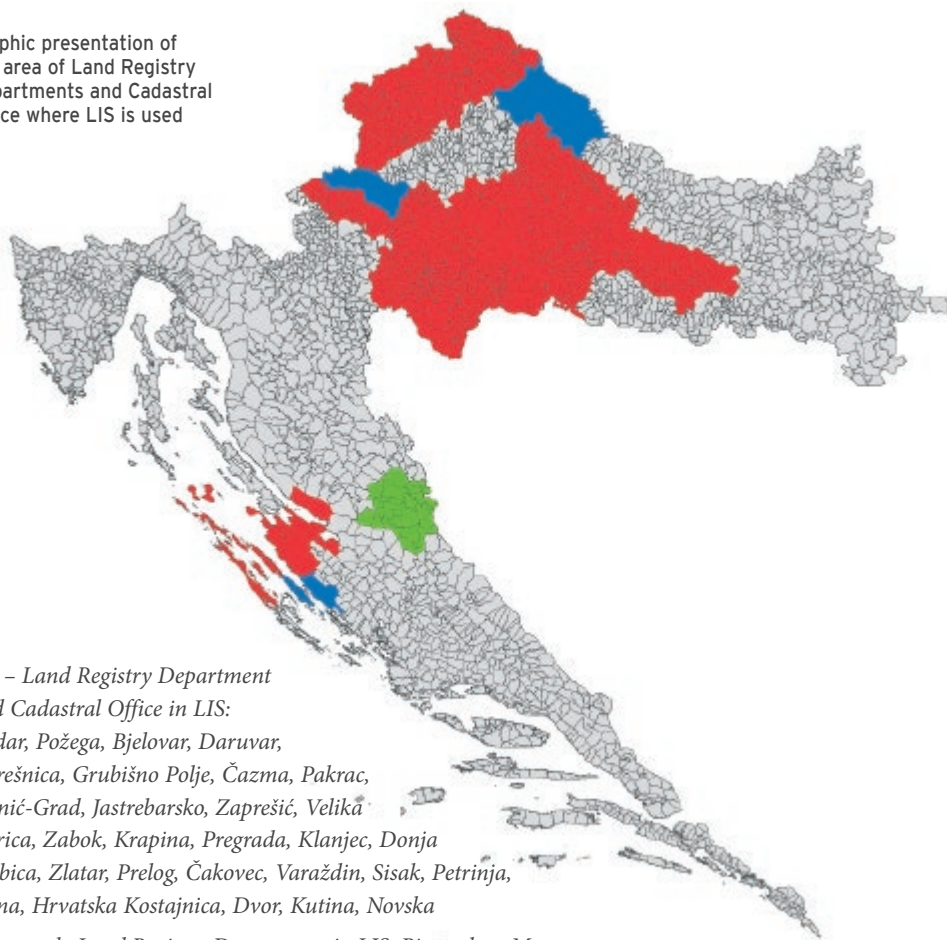 phic presentation of
area of Land Registry
partments and Cadastral
ce where LIS is used
– Land Registry Department
d Cadastral Office in LIS:
dar, Požega, Bjelovar, Daruvar,
rešnica, Grubišno Polje, Čazma, Pakrac,
nić-Grad, Jastrebarsko, Zaprešić, Velika
rica, Zabok, Krapina, Pregrada, Klanjec, Donja
bica, Zlatar, Prelog, Čakovec, Varaždin, Sisak, Petrinja,
na, Hrvatska Kostajnica, Dvor, Kutina, Novska